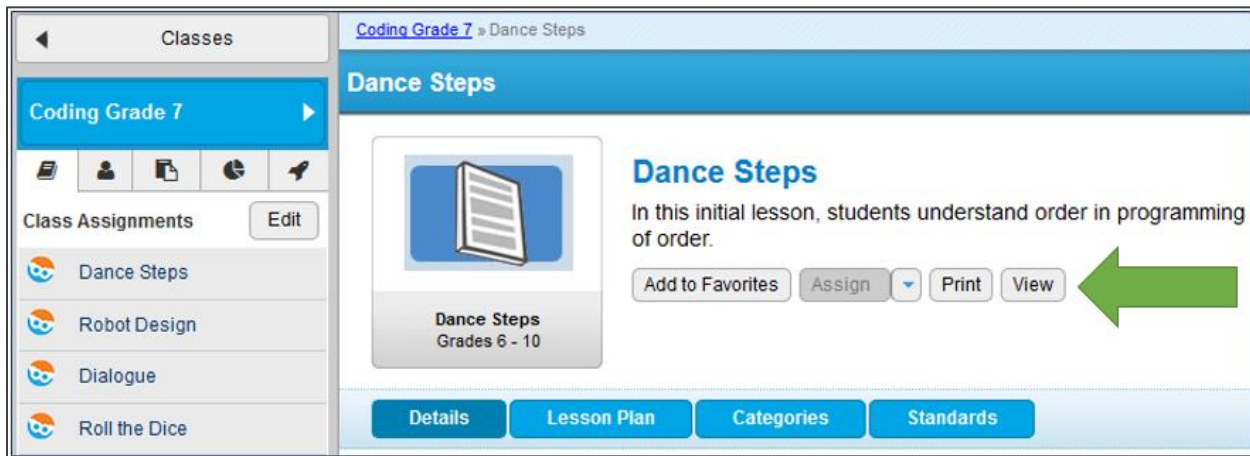 Classes
Coding Grade 7
Class Assignments
Edit
Dance Steps
Robot Design
Dialogue
Roll the Dice
Coding Grade 7 » Dance Steps
Dance Steps
Dance Steps
Grades 6 - 10
Dance Steps
In this initial lesson, students understand order in programming
of order.
Add to Favorites
Assign
Print
View
Details
Lesson Plan
Categories
Standards